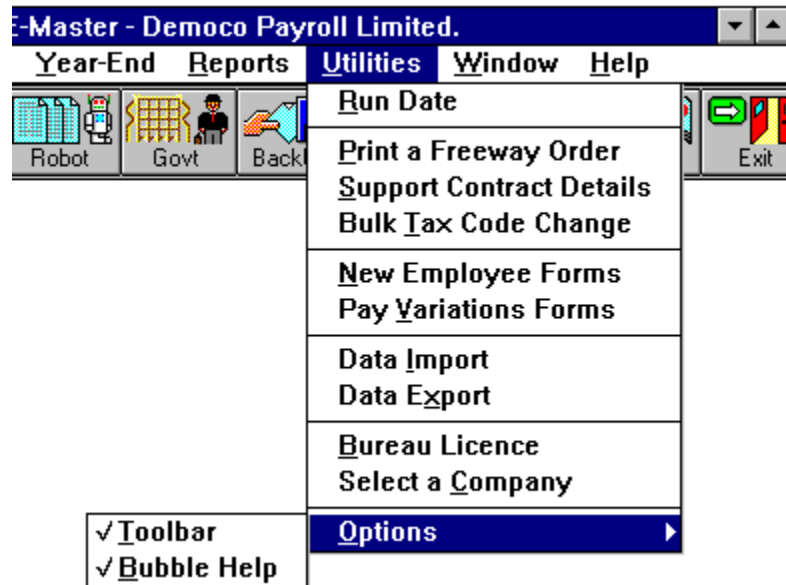 E-Master - Democo Payroll Limited.
Year-End Reports Utilities Window Help
Robot Govt Exit
Run Date
Print a Freeway Order
Support Contract Details
Bulk Tax Code Change
New Employee Forms
Pay Variations Forms
Data Import
Data Export
Bureau Licence
Select a Company
Options
Toolbar
Bubble Help